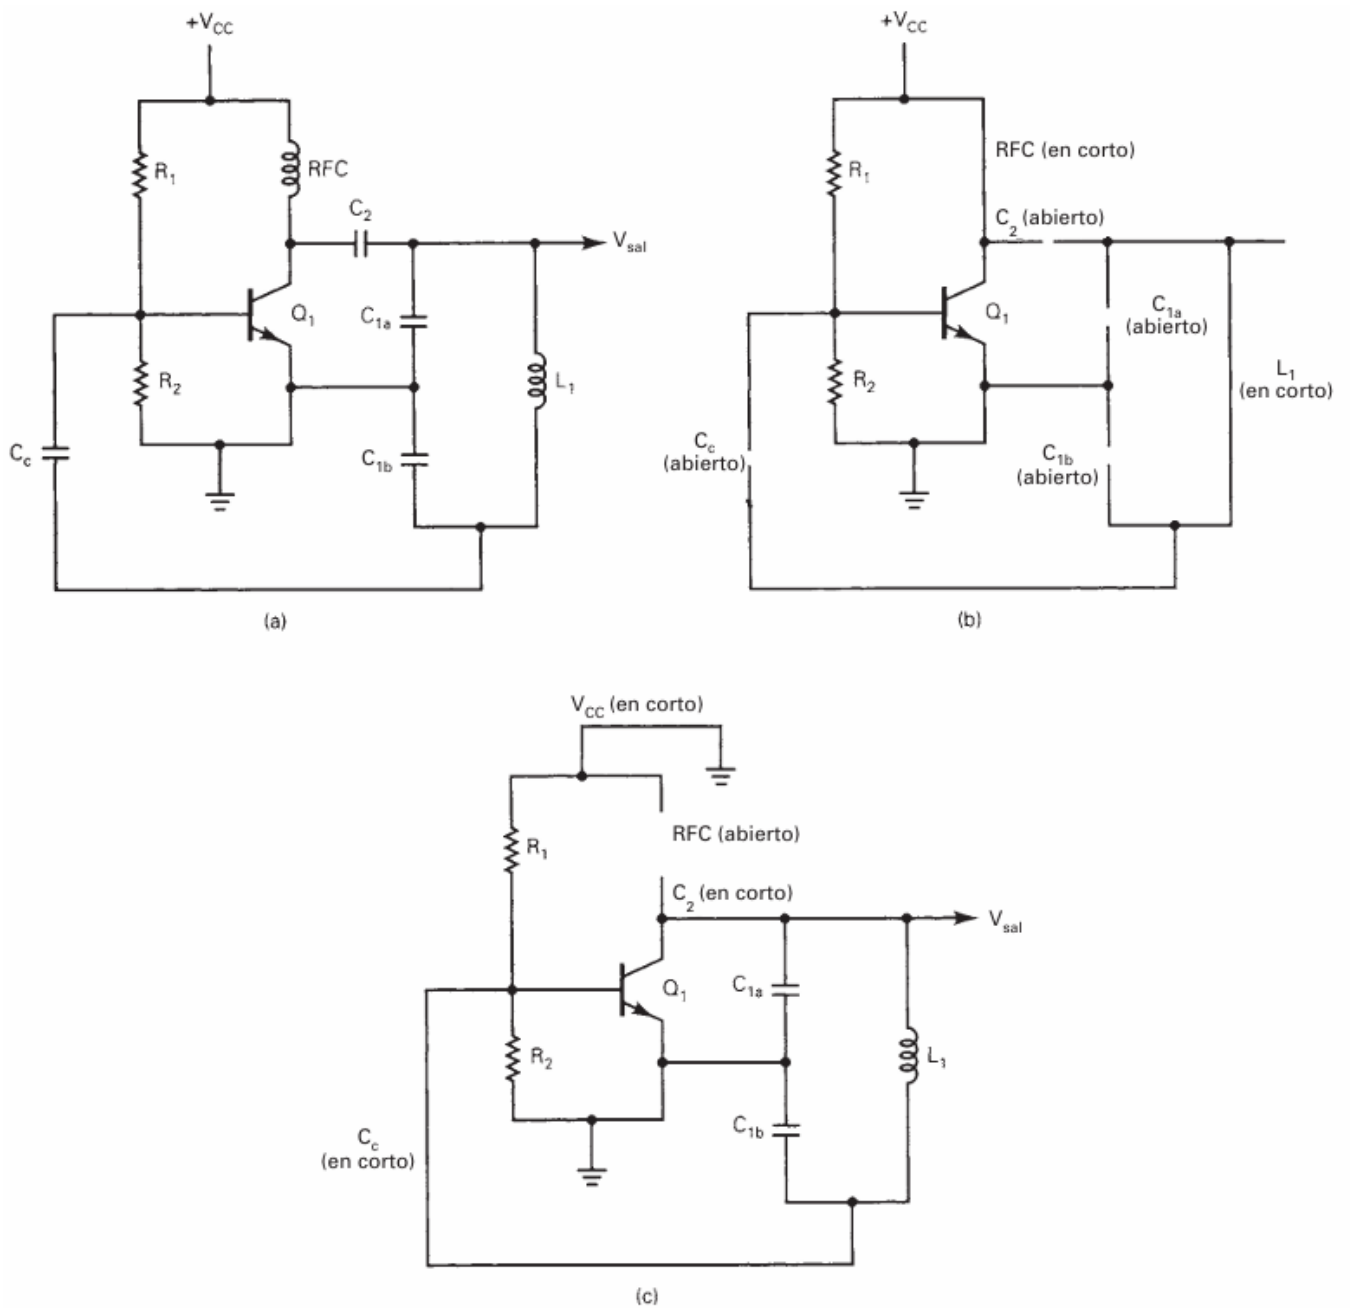 +V_CC
R_1
RFC
C_2
V_sal
Q_1
C_1a
R_2
L_1
C_c
C_1b
(a)
+V_CC
RFC (en corto)
R_1
C_2 (abierto)
Q_1
C_1a
(abierto)
R_2
L_1
(en corto)
C_c
(abierto)
C_1b
(abierto)
(b)
V_CC (en corto)
RFC (abierto)
R_1
C_2 (en corto)
V_sal
Q_1
C_1a
R_2
L_1
C_1b
C_c
(en corto)
(c)